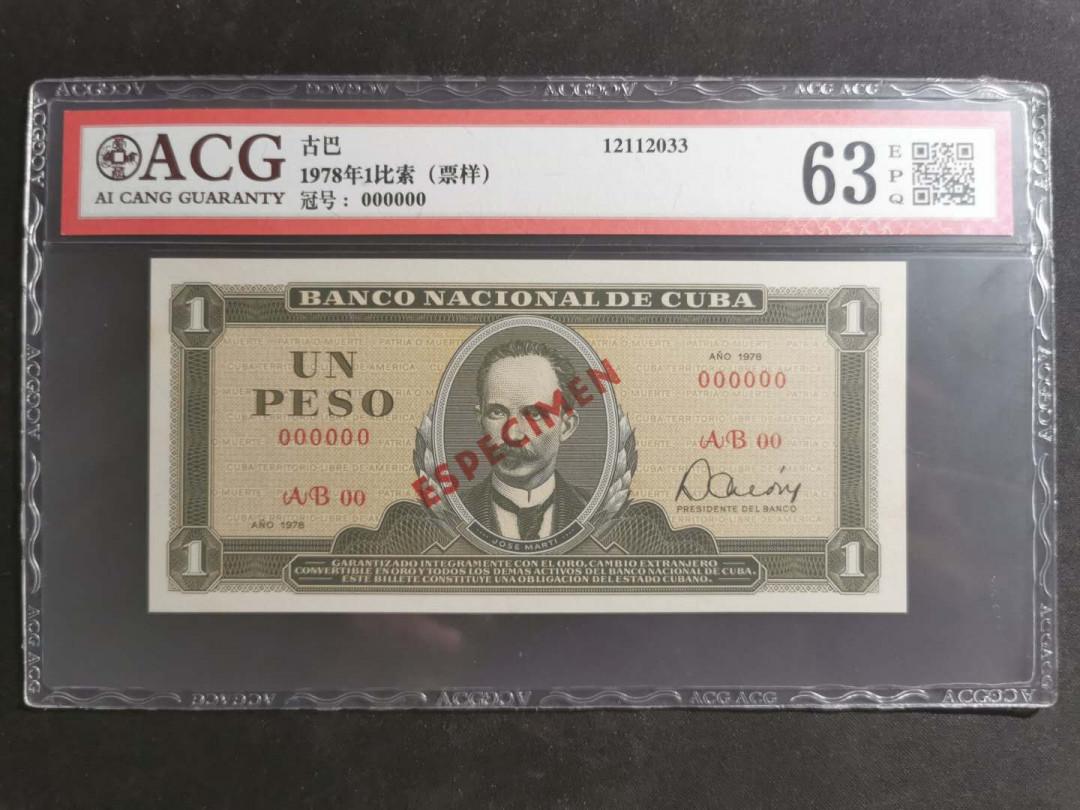 ACG
AI CANG GUARANTY
古巴
1978年1比索（票样）
冠号：000000
12112033
63
EPQ
BANCO NACIONAL DE CUBA
1
1
UN
PESO
AÑO 1978
000000
000000
AB 00
AB 00
ESPECIMEN
AÑO 1978
PRESIDENTE DEL BANCO
JOSE MARTI
1
1
GARANTIZADO INTEGRAMENTE CON EL ORO, CAMBIO EXTRANJERO
CONVERTIBLE EN ORO Y TODOS LOS DEMAS ACTIVOS DEL BANCO NACIONAL DE CUBA.
ESTE BILLETE CONSTITUYE UNA OBLIGACION DEL ESTADO CUBANO.